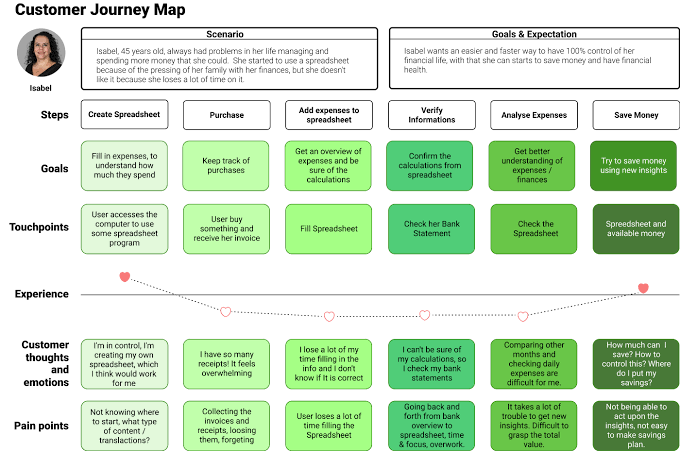 Customer Journey Map
Scenario
Isabel, 45 years old, always had problems in her life managing and
spending more money that she could. She started to use a spreadsheet
because of the pressing of her family with her finances, but she doesn't
like it because she loses a lot of time on it.
Goals & Expectation
Isabel wants an easier and faster way to have 100% control of her
financial life, with that she can starts to save money and have financial
health.
Isabel
Steps
Create Spreadsheet
Purchase
Add expenses to
spreadsheet
Verify
Informations
Analyse Expenses
Save Money
Goals
Fill in expenses, to
understand how
much they spend
Keep track of
purchases
Get an overview of
expenses and be
sure of the
calculations
Confirm the
calculations from
spreadsheet
Get better
understanding of
expenses /
finances
Try to save money
using new insights
Touchpoints
User accesses the
computer to use
some spreadsheet
program
User buy
something and
receive her invoice
Fill Spreadsheet
Check her Bank
Statement
Check the
Spreadsheet
Spreedsheet and
available money
Experience
Customer
thoughts
and
emotions
I'm in control, I'm
creating my own
spreadsheet, which
I think would work
for me
I have so many
receipts! It feels
overwhelming
I lose a lot of my
time filling in the
info and I don't
know if It is correct
I can't be sure of
my calculations, so
I check my bank
statements
Comparing other
months and
checking daily
expenses are
difficult for me.
How much can I
save? How to
control this? Where
do I put my
savings?
Pain points
Not knowing where
to start, what type
of content /
translactions?
Collecting the
invoices and
receipts, loosing
them, forgeting
User loses a lot of
time filling the
Spreadsheet
Going back and
forth from bank
overview to
spreadsheet, time
& focus, overwork.
It takes a lot of
trouble to get new
insights. Difficult to
grasp the total
value.
Not being able to
act upon the
insights, not easy
to make savings
plan.